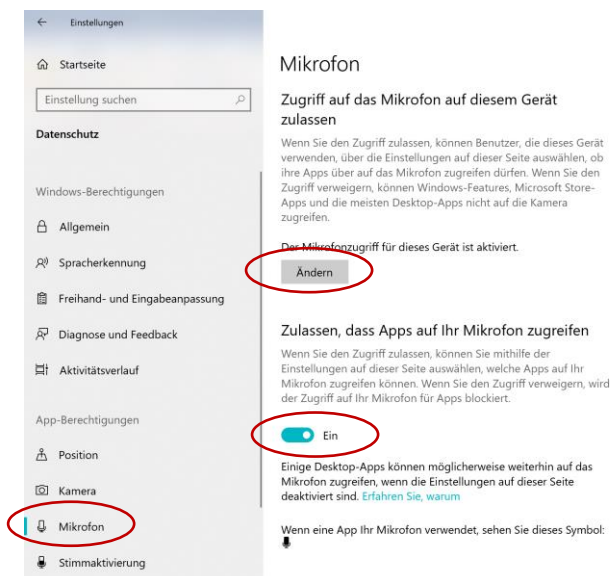 Einstellungen
Startseite
Einstellung suchen
Datenschutz
Windows-Berechtigungen
Allgemein
Spracherkennung
Freihand- und Eingabeanpassung
Diagnose und Feedback
Aktivitätsverlauf
App-Berechtigungen
Position
Kamera
Mikrofon
Stimmaktivierung
Mikrofon
Zugriff auf das Mikrofon auf diesem Gerät
zulassen
Wenn Sie den Zugriff zulassen, können Benutzer, die dieses Gerät
verwenden, über die Einstellungen auf dieser Seite auswählen, ob
ihre Apps über auf das Mikrofon zugreifen dürfen. Wenn Sie den
Zugriff verweigern, können Windows-Features, Microsoft Store-
Apps und die meisten Desktop-Apps nicht auf die Kamera
zugreifen.
Der Mikrofonzugriff für dieses Gerät ist aktiviert.
Ändern
Zulassen, dass Apps auf Ihr Mikrofon zugreifen
Wenn Sie den Zugriff zulassen, können Sie mithilfe der
Einstellungen auf dieser Seite auswählen, welche Apps auf Ihr
Mikrofon zugreifen können. Wenn Sie den Zugriff verweigern, wird
der Zugriff auf Ihr Mikrofon für Apps blockiert.
Ein
Einige Desktop-Apps können möglicherweise weiterhin auf das
Mikrofon zugreifen, wenn die Einstellungen auf dieser Seite
deaktiviert sind. Erfahren Sie, warum
Wenn eine App Ihr Mikrofon verwendet, sehen Sie dieses Symbol: